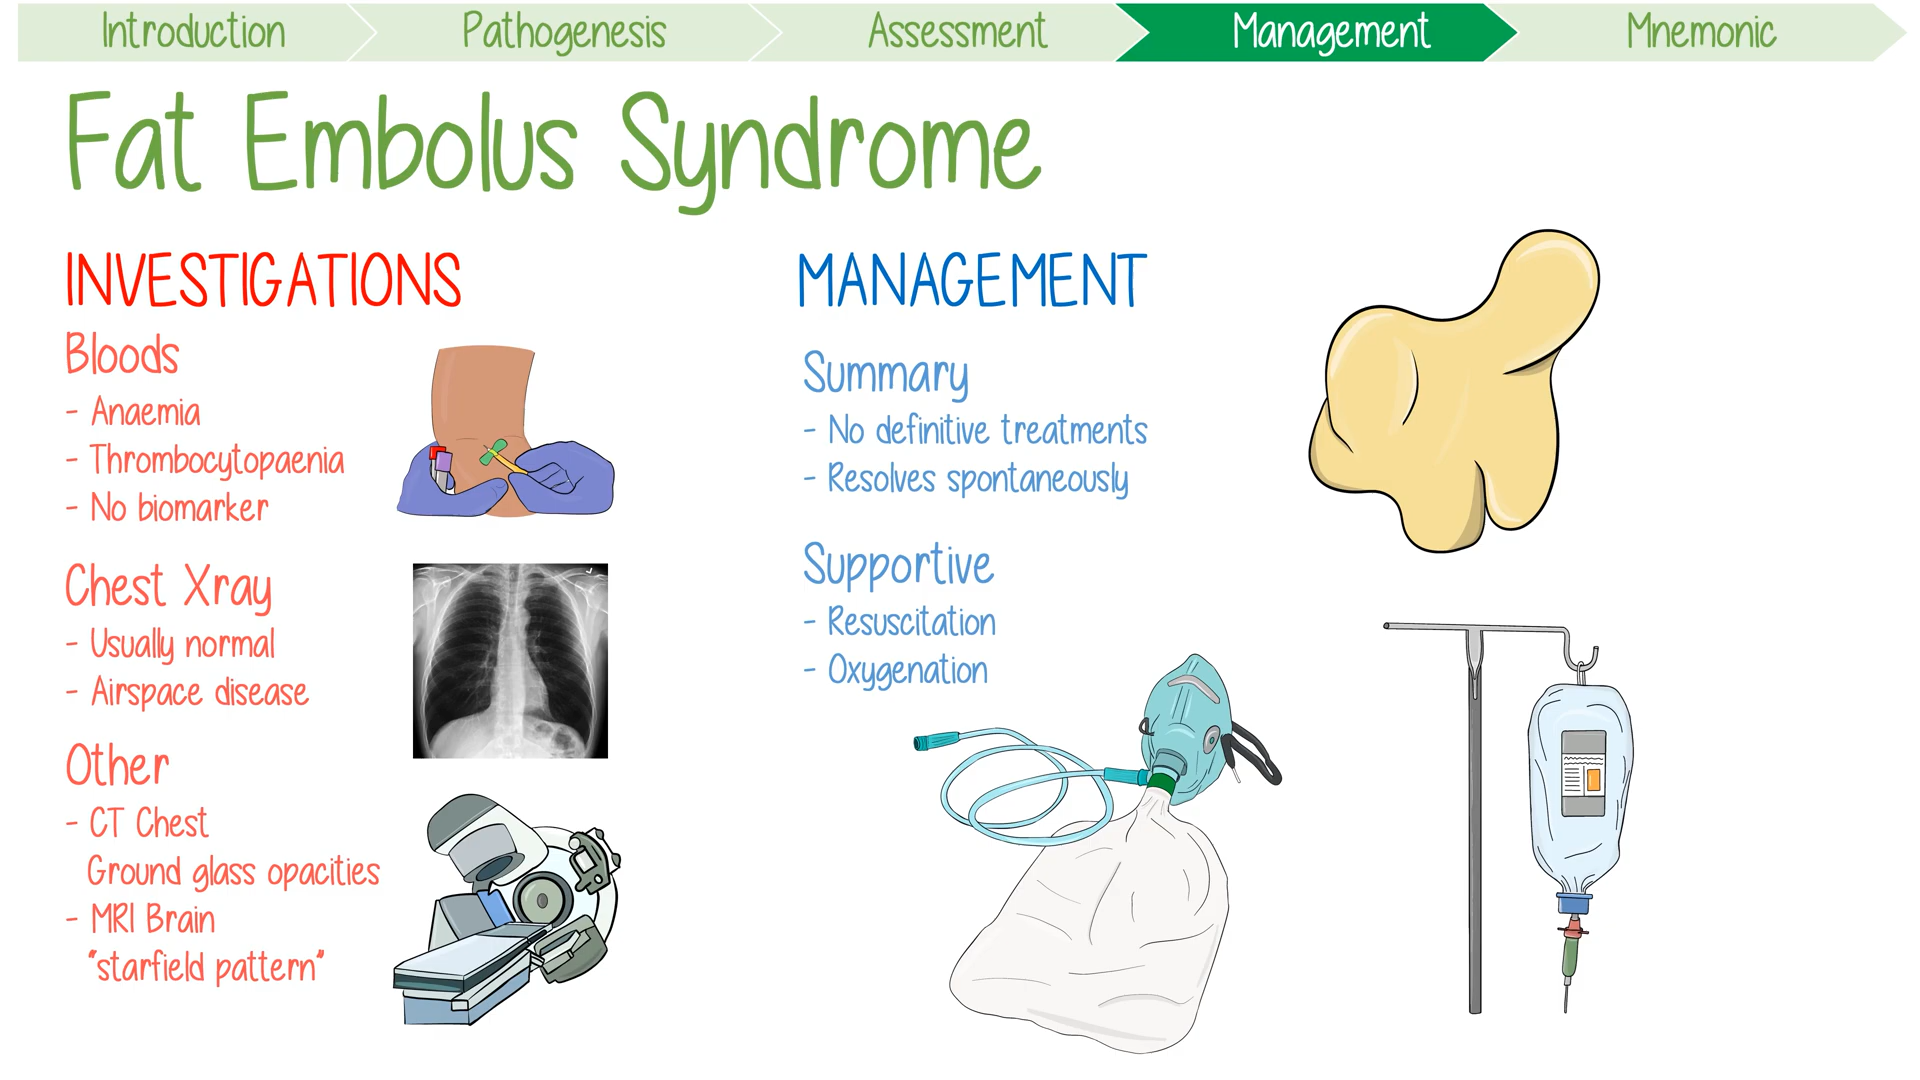 Introduction
Pathogenesis
Assessment
Management
Mnemonic
Fat Embolus Syndrome
INVESTIGATIONS
Bloods
- Anaemia
- Thrombocytopaenia
- No biomarker
Chest Xray
- Usually normal
- Airspace disease
Other
- CT Chest
Ground glass opacities
- MRI Brain
"starfield pattern"
MANAGEMENT
Summary
- No definitive treatments
- Resolves spontaneously
Supportive
- Resuscitation
- Oxygenation